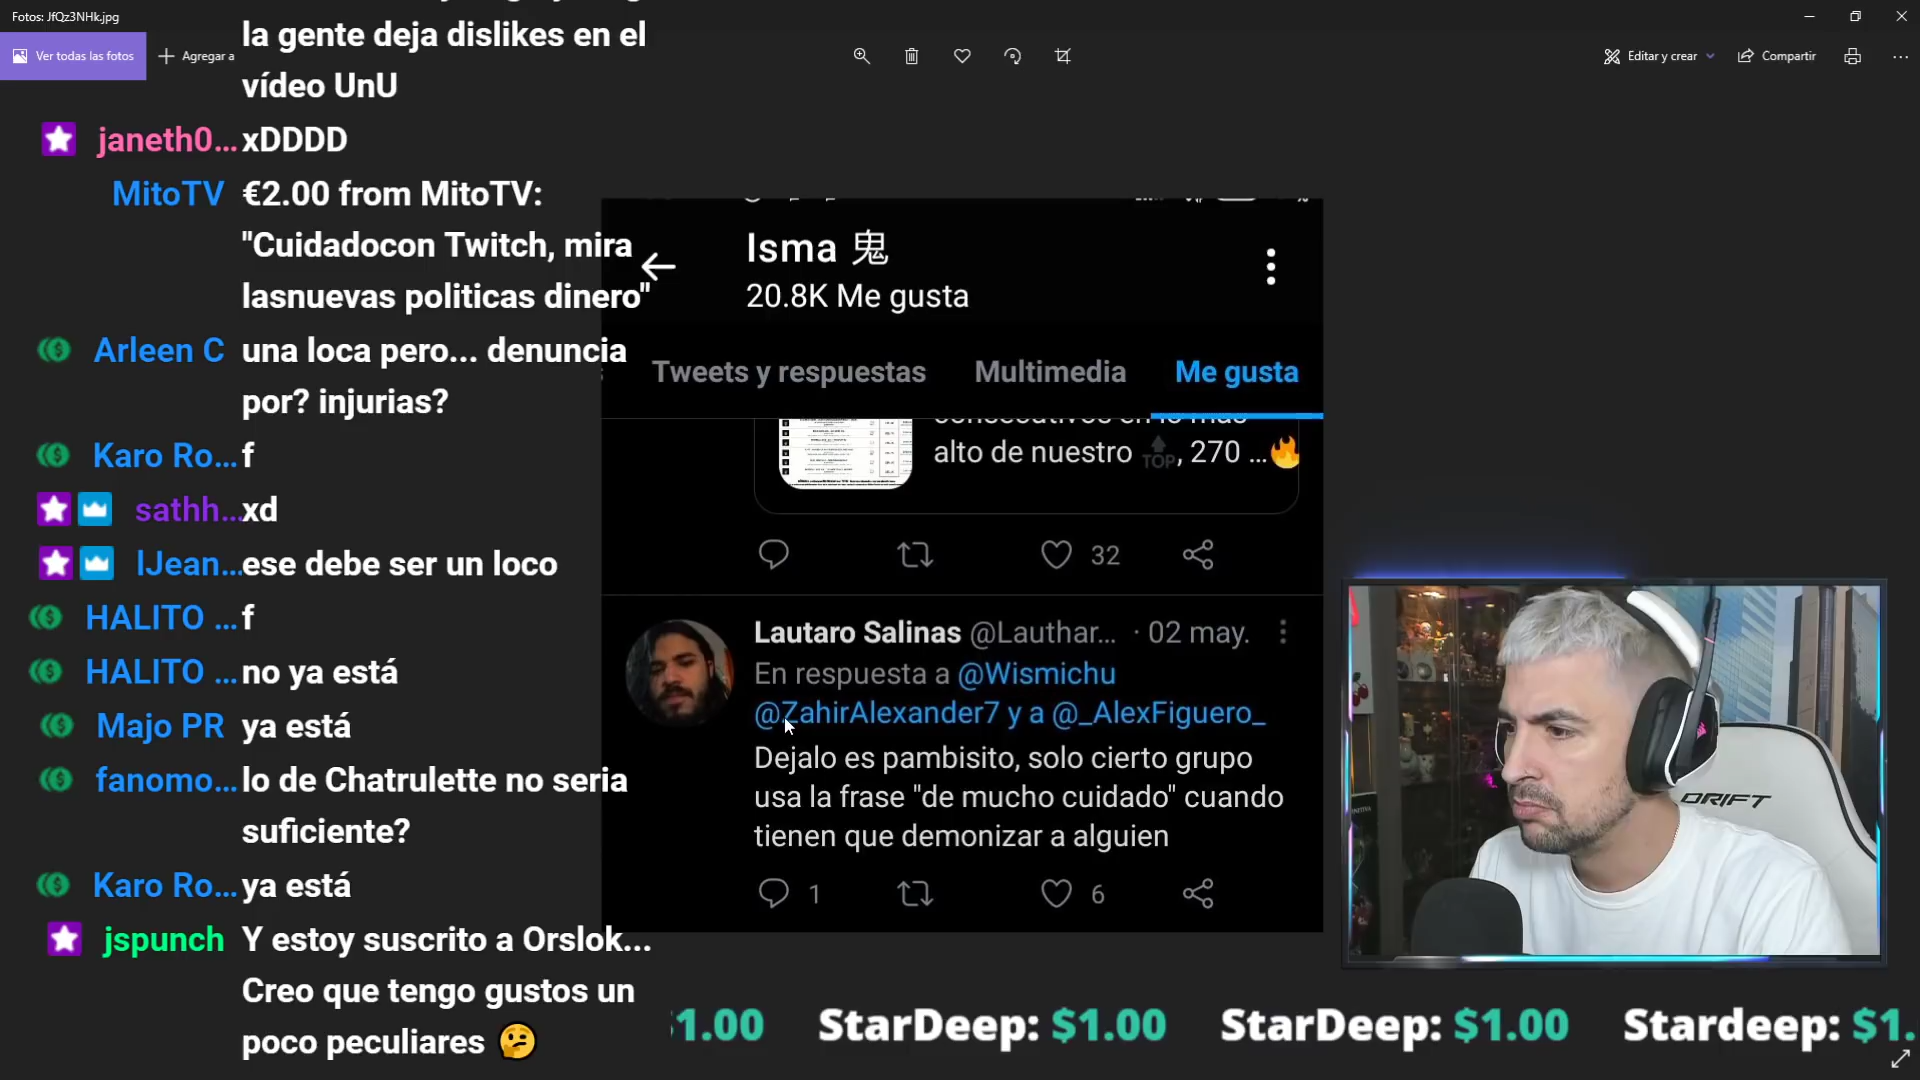 Fotos: JfQz3NHk.jpg
Ver todas las fotos
Agregar a
Editar y crear
Compartir
la gente deja dislikes en el
vídeo UnU
janeth0... xDDDD
MitoTV €2.00 from MitoTV:
"Cuidadocon Twitch, mira
lasnuevas politicas dinero"
Arleen C una loca pero... denuncia
por? injurias?
Karo Ro... f
sathh... xd
lJean... ese debe ser un loco
HALITO ... f
HALITO ... no ya está
Majo PR ya está
fanomo... lo de Chatrulette no seria
suficiente?
Karo Ro... ya está
jspunch Y estoy suscrito a Orslok...
Creo que tengo gustos un
poco peculiares 🤔
Isma 鬼
20.8K Me gusta
Tweets y respuestas Multimedia Me gusta
alto de nuestro 🔝, 270 ...🔥
32
Lautaro Salinas @Lauthar... · 02 may.
En respuesta a @Wismichu
@ZahirAlexander7 y a @_AlexFiguero_
Dejalo es pambisito, solo cierto grupo
usa la frase "de mucho cuidado" cuando
tienen que demonizar a alguien
1 6
DRIFT
$1.00 StarDeep: $1.00 StarDeep: $1.00 Stardeep: $1.